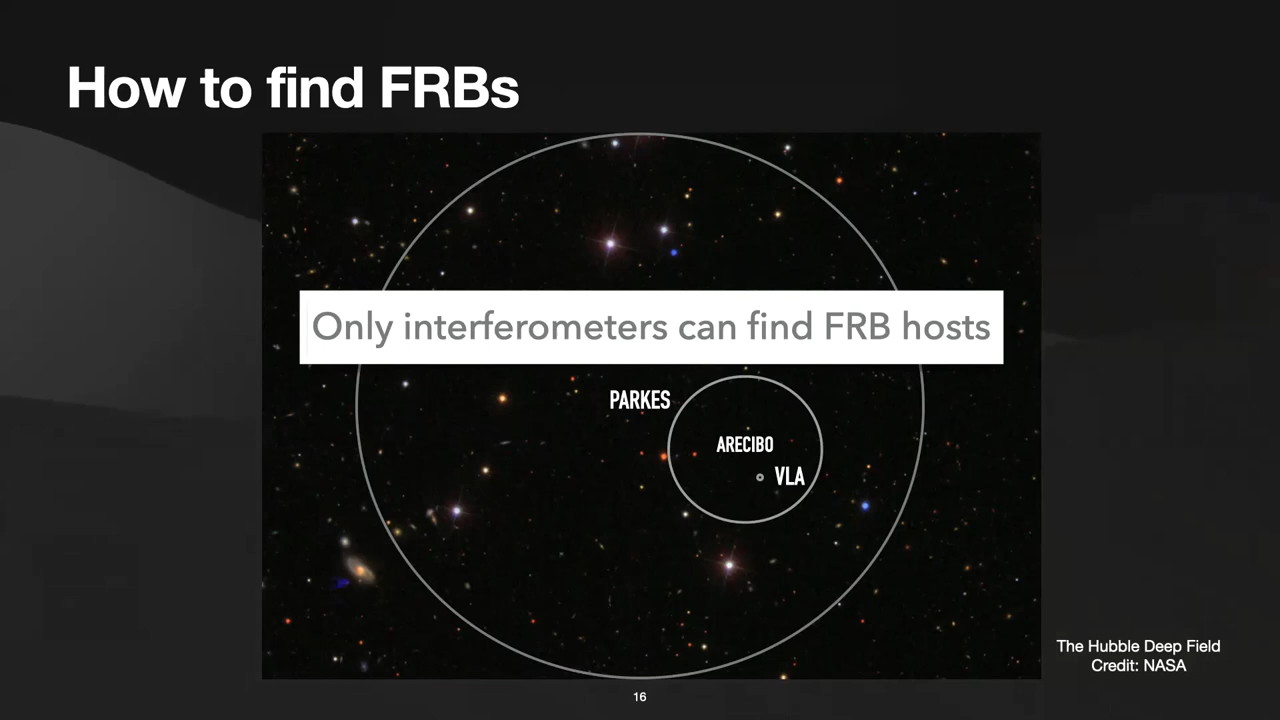 How to find FRBs
Only interferometers can find FRB hosts
PARKES
ARECIBO
VLA
The Hubble Deep Field
Credit: NASA
16